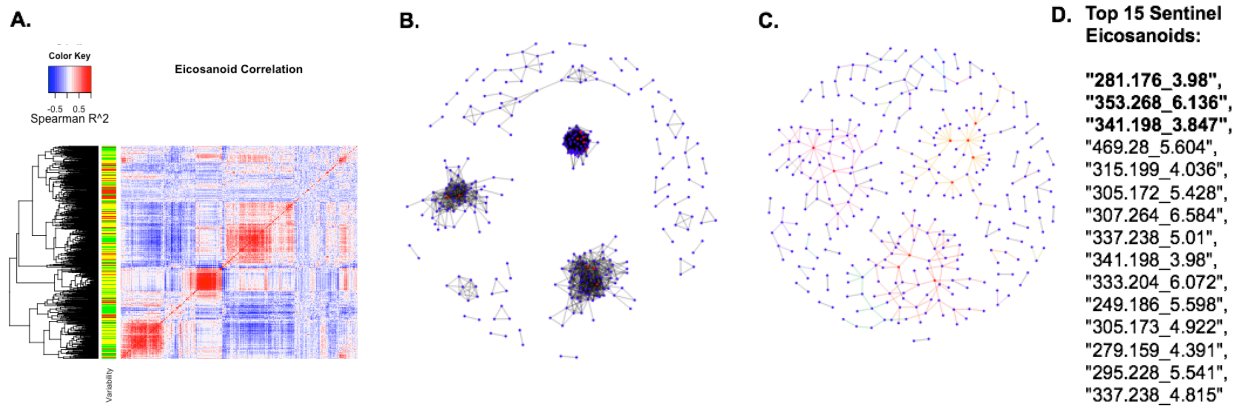 A.
Color Key
-0.5 0.5
Spearman R^2
Eicosanoid Correlation
Variability
B.
C.
D. Top 15 Sentinel
Eicosanoids:
"281.176_3.98",
"353.268_6.136",
"341.198_3.847",
"469.28_5.604",
"315.199_4.036",
"305.172_5.428",
"307.264_6.584",
"337.238_5.01",
"341.198_3.98",
"333.204_6.072",
"249.186_5.598",
"305.173_4.922",
"279.159_4.391",
"295.228_5.541",
"337.238_4.815"